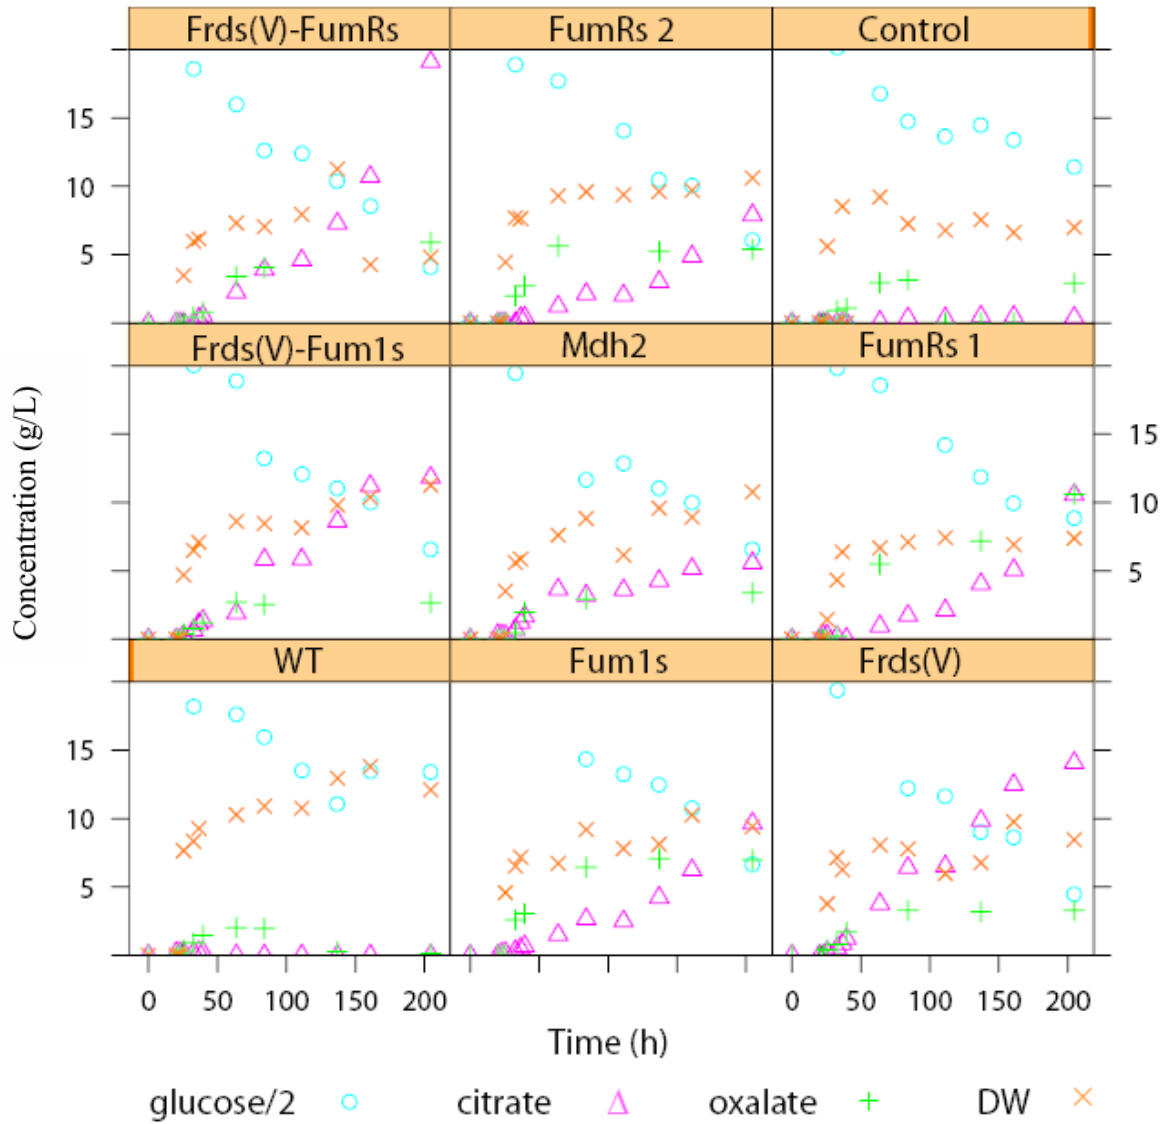 Frds(V)-FumRs FumRs 2 Control
15
10
5
Frds(V)-Fum1s Mdh2 FumRs 1
15
10
5
Concentration (g/L)
WT Fum1s Frds(V)
15
10
5
0 50 100 150 200 0 50 100 150 200
Time (h)
glucose/2 citrate oxalate DW